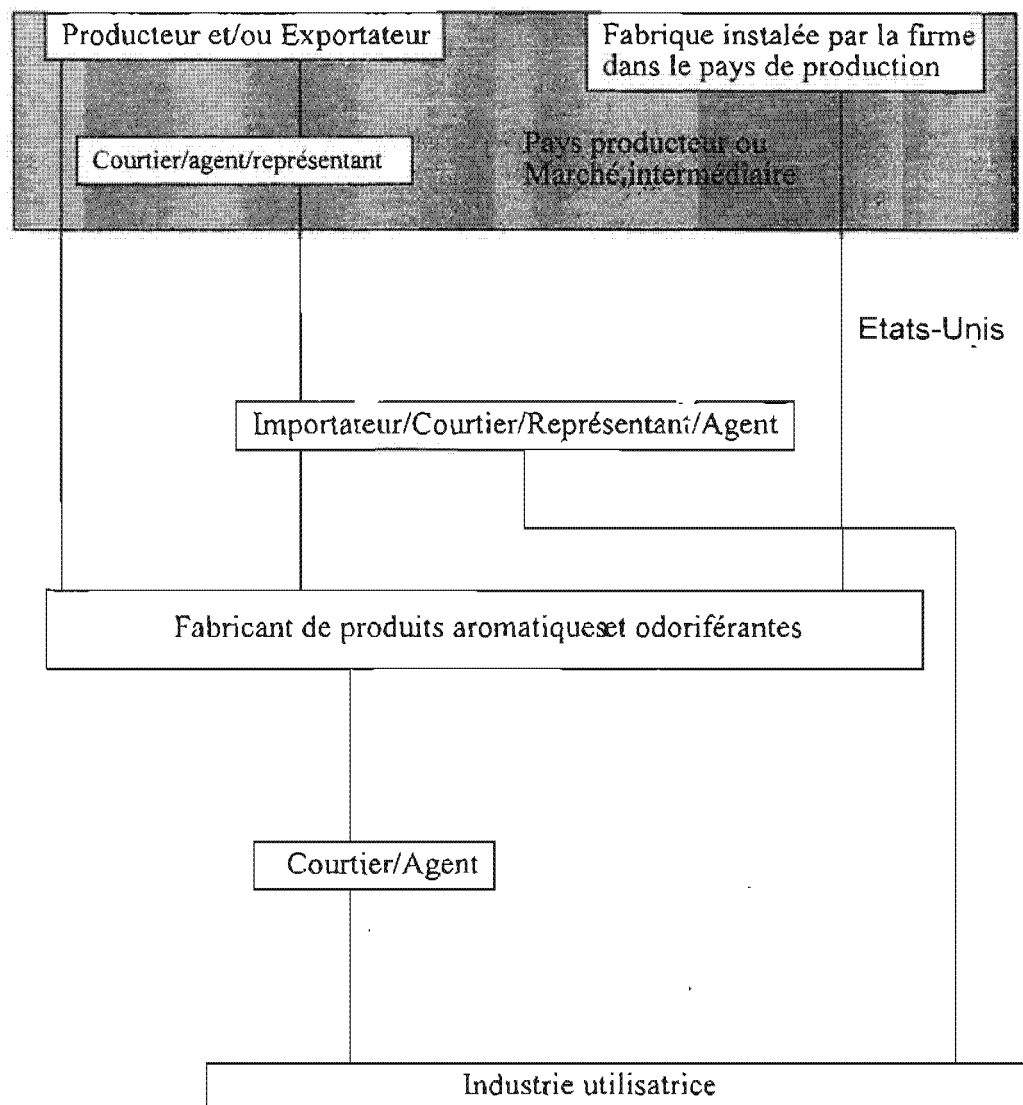 Producteur et/ou Exportateur
Fabrique instalée par la firme
dans le pays de production
Courtier/agent/représentant
Pays producteur ou
Marché,intermédiaire
Etats-Unis
Importateur/Courtier/Représentant/Agent
Fabricant de produits aromatiqueset odoriférantes
Courtier/Agent
Industrie utilisatrice